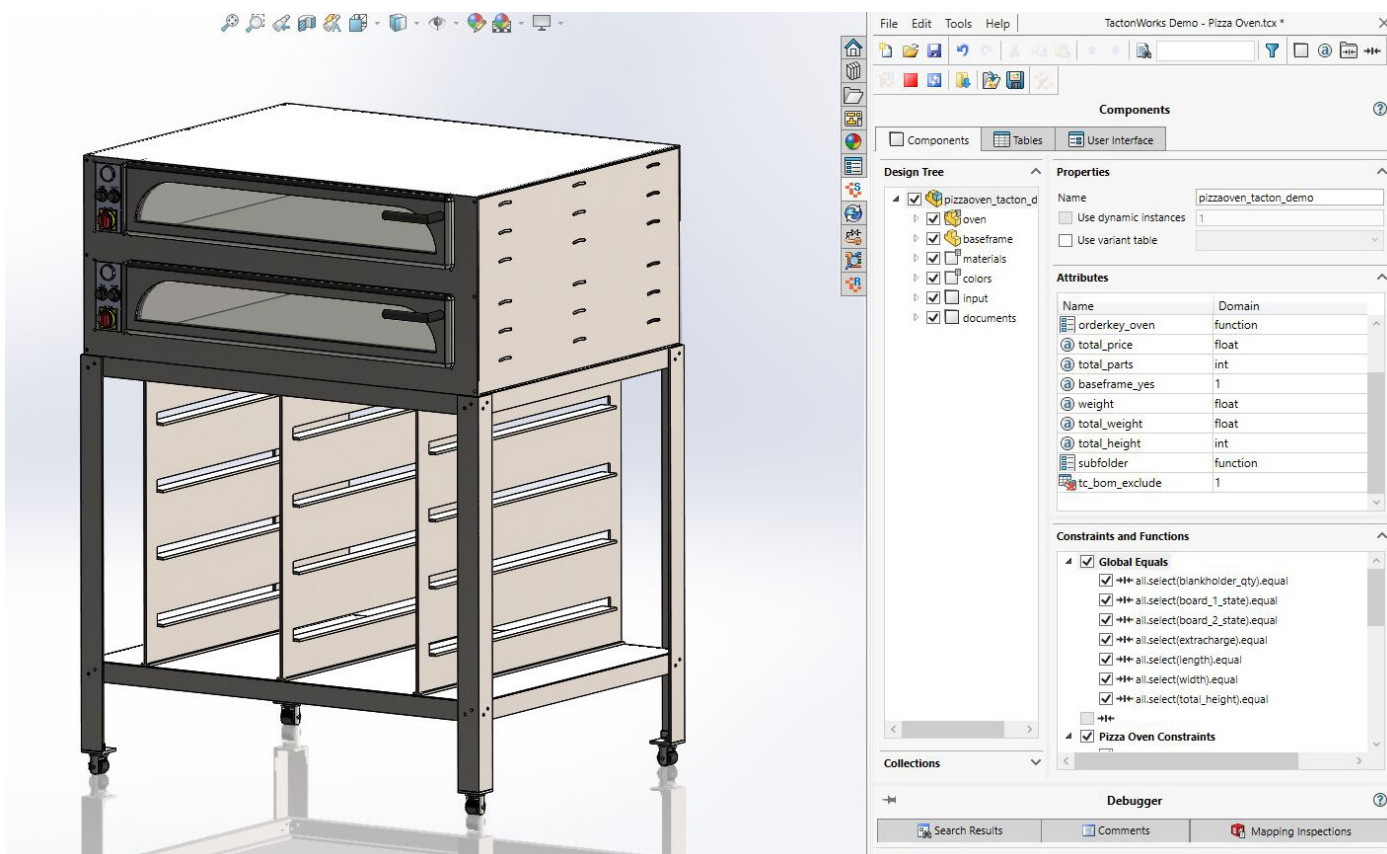 File Edit Tools Help TactonWorks Demo - Pizza Oven.tcx *
Components
Components Tables User Interface
Design Tree
pizzaoven_tacton_d
oven
baseframe
materials
colors
input
documents
Collections
Properties
Name pizzaoven_tacton_demo
Use dynamic instances 1
Use variant table
Attributes
Name Domain
orderkey_oven function
total_price float
total_parts int
baseframe_yes 1
weight float
total_weight float
total_height int
subfolder function
tc_bom_exclude 1
Constraints and Functions
Global Equals
all.select(blankholder_qty).equal
all.select(board_1_state).equal
all.select(board_2_state).equal
all.select(extracharge).equal
all.select(length).equal
all.select(width).equal
all.select(total_height).equal
Pizza Oven Constraints
Debugger
Search Results Comments Mapping Inspections